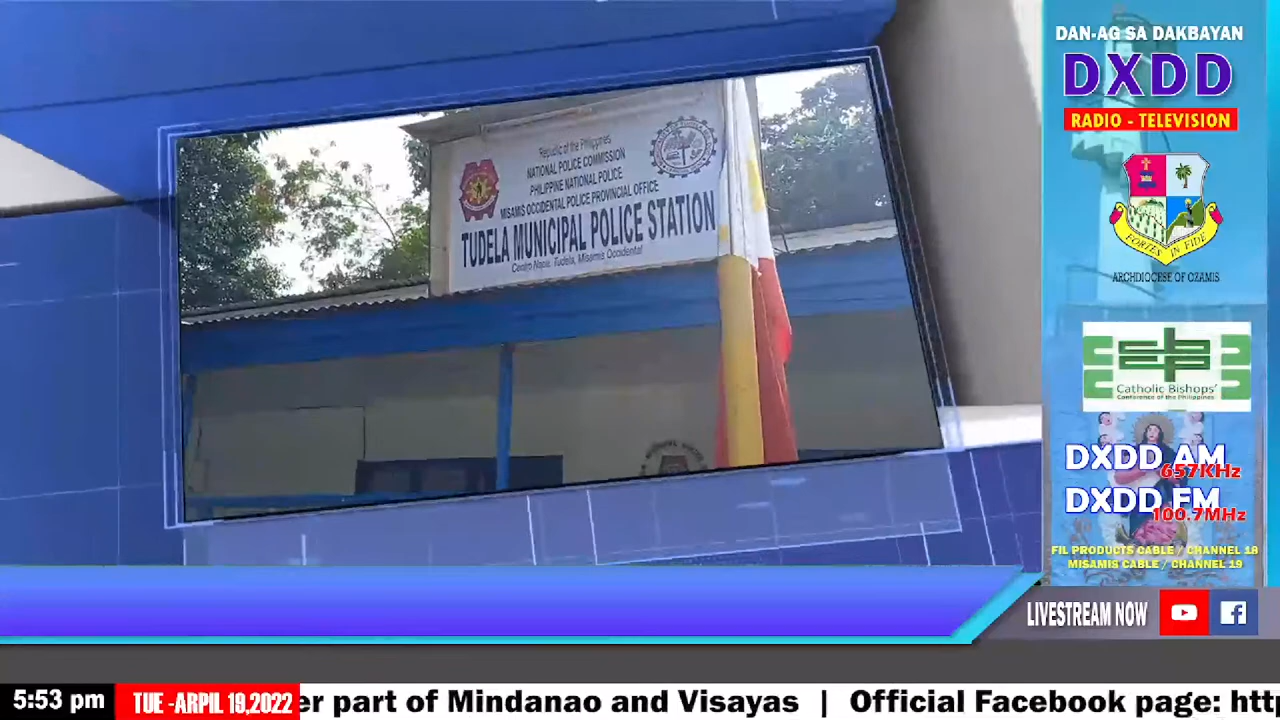 Republic of the Philippines
NATIONAL POLICE COMMISSION
PHILIPPINE NATIONAL POLICE
MISAMIS OCCIDENTAL POLICE PROVINCIAL OFFICE
TUDELA MUNICIPAL POLICE STATION
Centro Napo, Tudela, Misamis Occidental
DAN-AG SA DAKBAYAN
DXDD
RADIO - TELEVISION
FORTES IN FIDE
ARCHDIOCESE OF OZAMIS
cbcp
Catholic Bishops'
Conference of the Philippines
DXDD AM
657KHz
DXDD FM
100.7MHz
FIL PRODUCTS CABLE / CHANNEL 18
MISAMIS CABLE / CHANNEL 19
LIVESTREAM NOW
5:53 pm
TUE -ARPIL 19,2022
er part of Mindanao and Visayas | Official Facebook page: htt